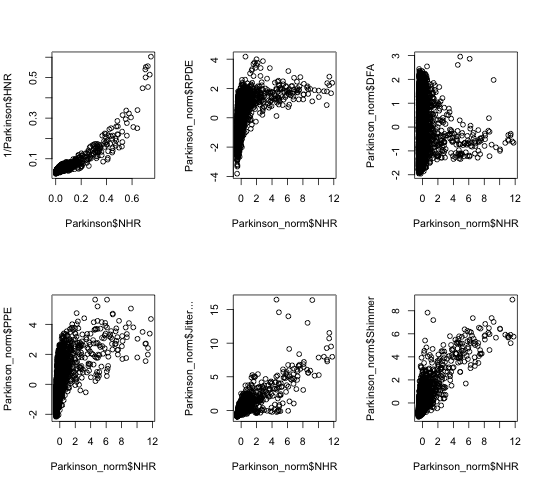 1/Parkinson$HNR
0.1 0.3 0.5
0.0 0.2 0.4 0.6
Parkinson$NHR
Parkinson_norm$RPDE
-4 -2 0 2 4
0 2 4 6 8 12
Parkinson_norm$NHR
Parkinson_norm$DFA
-2 -1 0 1 2 3
0 2 4 6 8 12
Parkinson_norm$NHR
Parkinson_norm$PPE
-2 0 2 4
0 2 4 6 8 12
Parkinson_norm$NHR
Parkinson_norm$Jitter...
0 5 10 15
0 2 4 6 8 12
Parkinson_norm$NHR
Parkinson_norm$Shimmer
0 2 4 6 8
0 2 4 6 8 12
Parkinson_norm$NHR